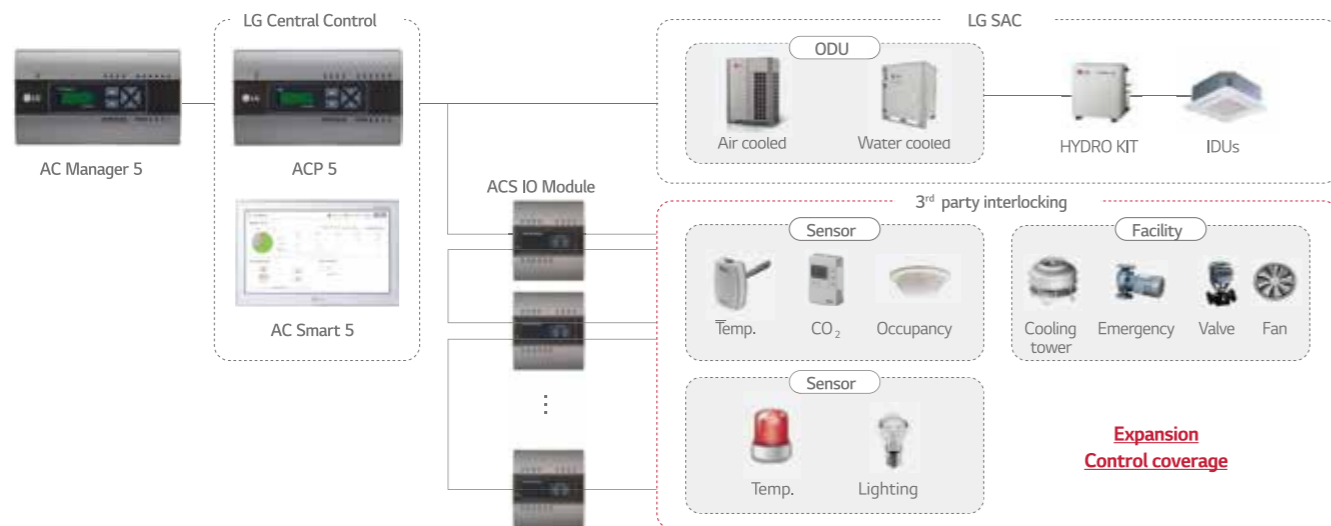 LG Central Control
LG SAC
ODU
Air cooled
Water cooled
HYDRO KIT
IDUs
AC Manager 5
ACP 5
AC Smart 5
ACS IO Module
3rd party interlocking
Sensor
Temp.
CO2
Occupancy
Facility
Cooling
tower
Emergency
Valve
Fan
Sensor
Temp.
Lighting
Expansion
Control coverage
LG
LG